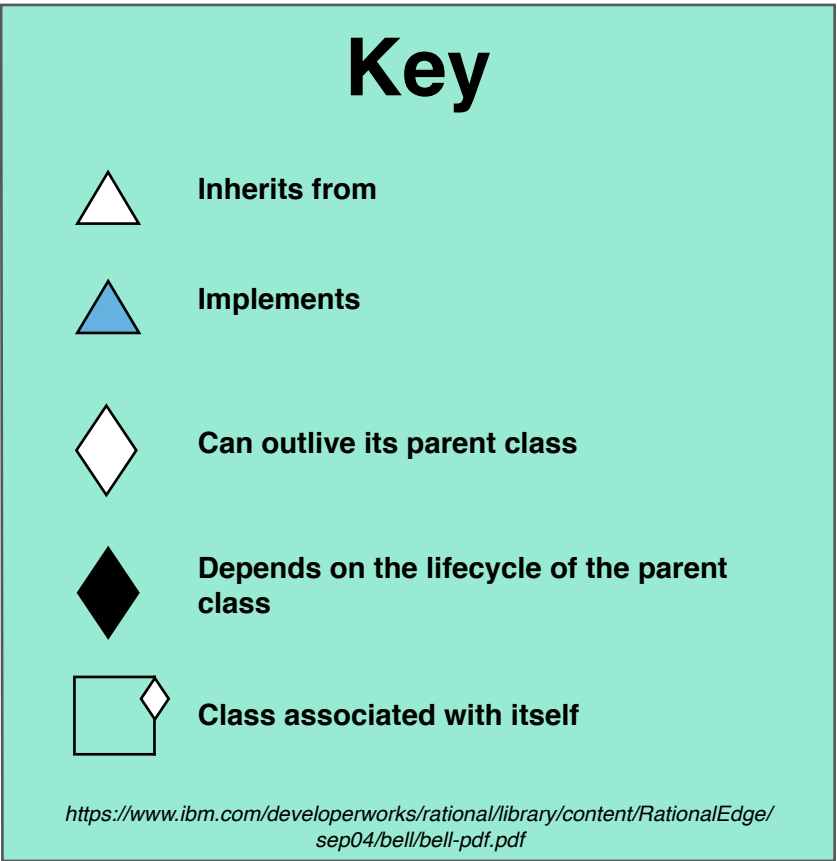 Key
Inherits from
Implements
Can outlive its parent class
Depends on the lifecycle of the parent
class
Class associated with itself
https://www.ibm.com/developerworks/rational/library/content/RationalEdge/
sep04/bell/bell-pdf.pdf